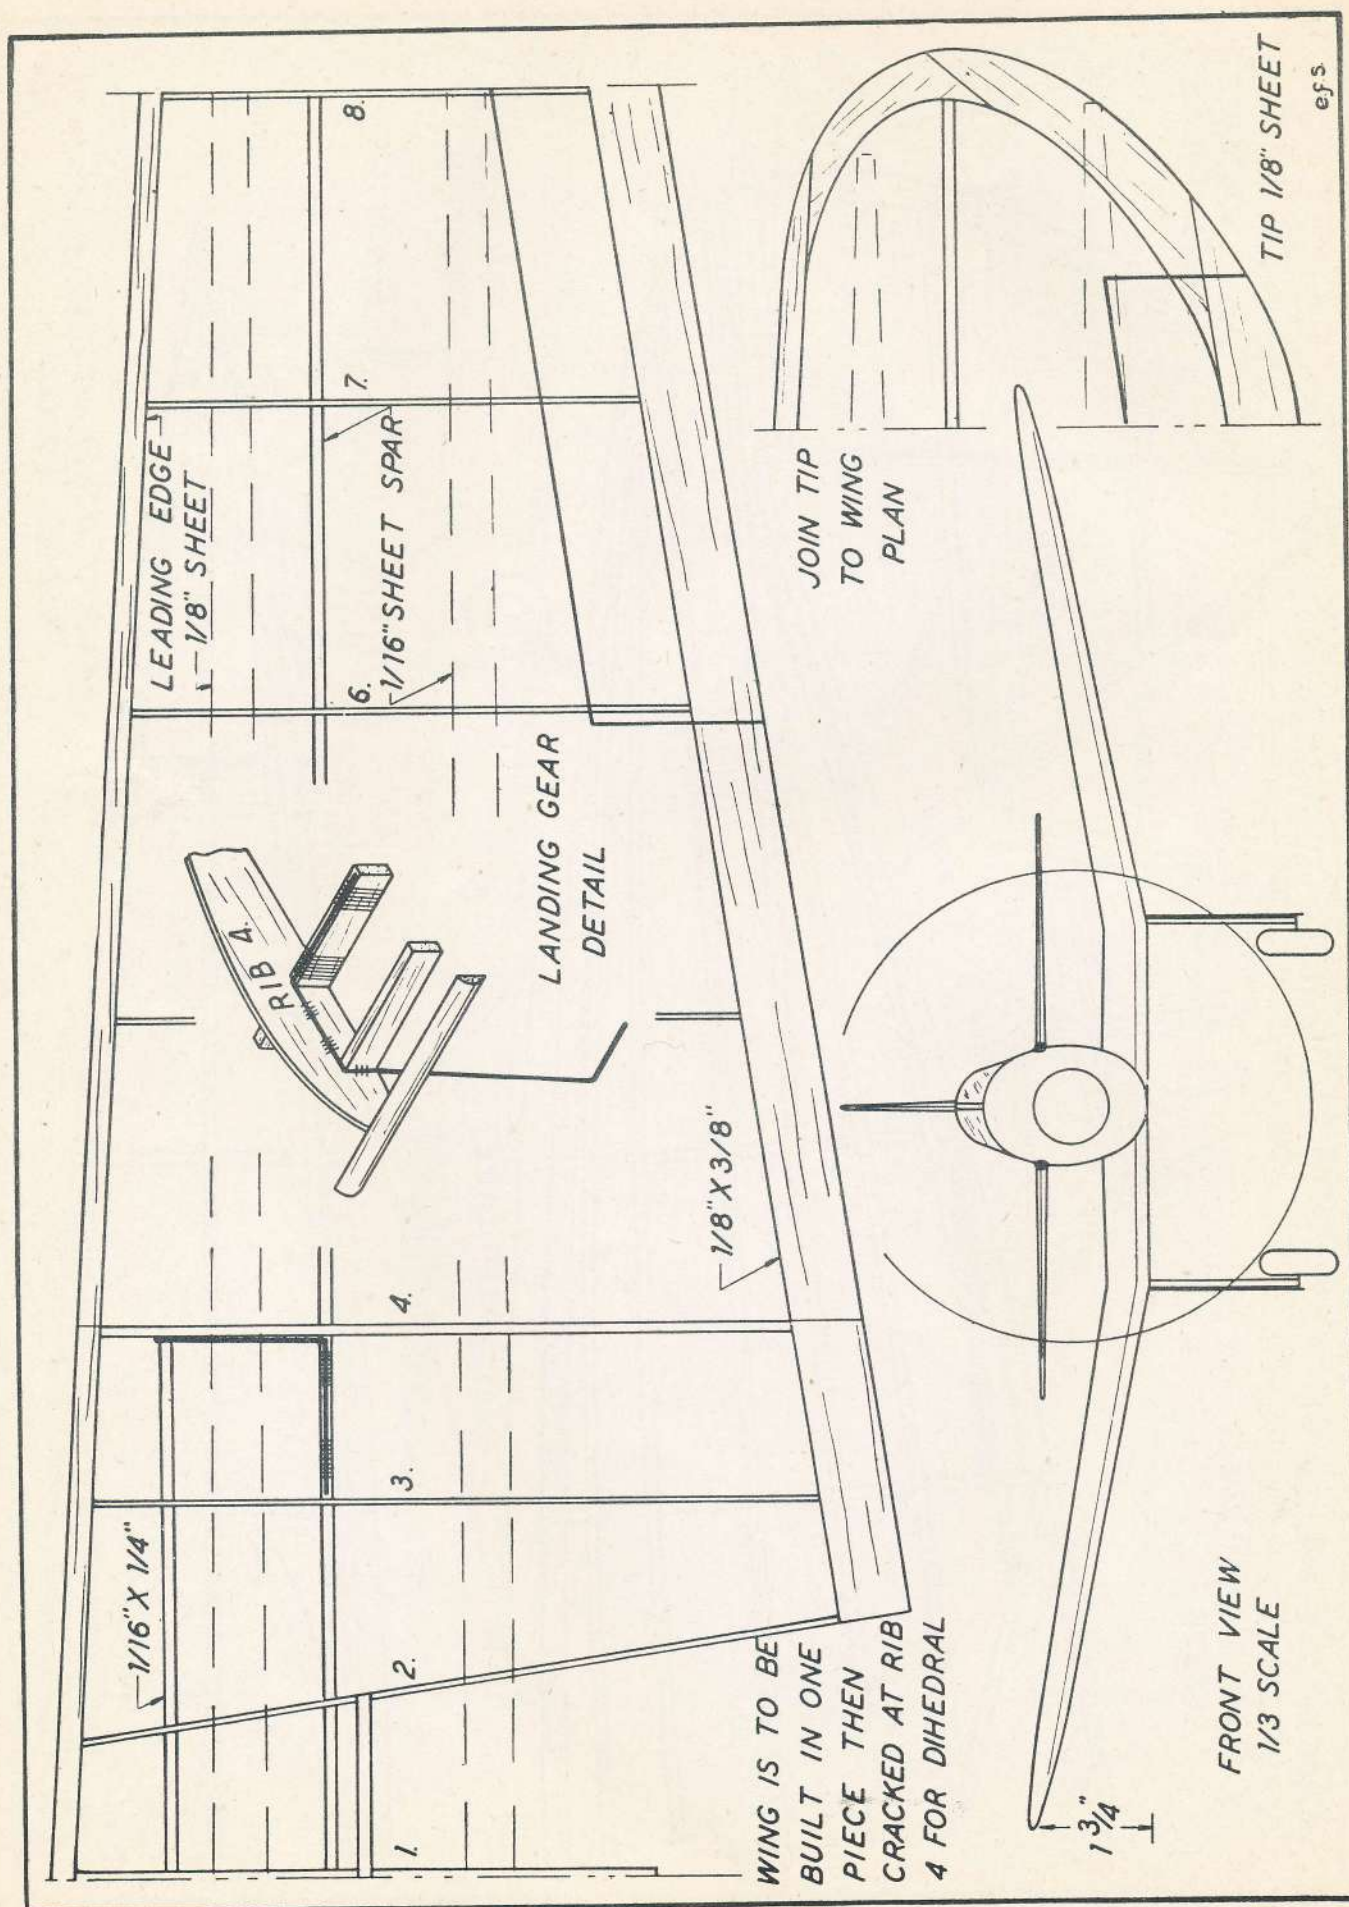 LEADING EDGE
1/8" SHEET
8.
7.
1/16" SHEET SPAR
6.
RIB 4.
LANDING GEAR
DETAIL
4.
3.
1/16" X 1/4"
2.
1.
1/8" X 3/8"
WING IS TO BE
BUILT IN ONE
PIECE THEN
CRACKED AT RIB
4 FOR DIHEDRAL
JOIN TIP
TO WING
PLAN
TIP 1/8" SHEET
e.f.s.
1 3/4"
FRONT VIEW
1/3 SCALE